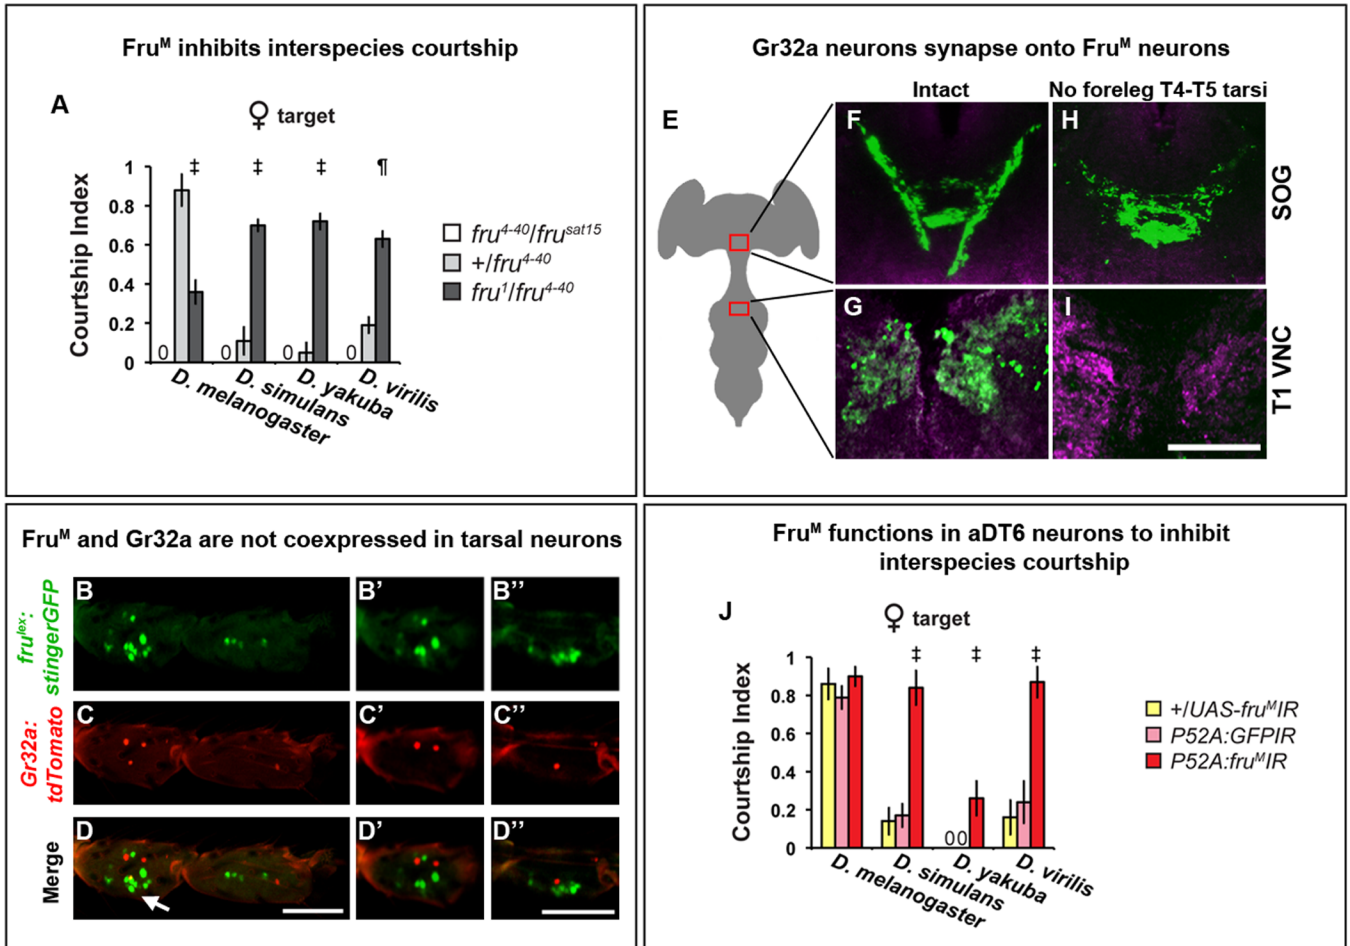 Fruᴹ inhibits interspecies courtship
A
♀ target
‡ ‡ ‡ ¶
Courtship Index
1
0.8
0.6
0.4
0.2
0
0 0 0 0
D. melanogaster
D. simulans
D. yakuba
D. virilis
fru⁴⁻⁴⁰/fruˢᵃᵗ¹⁵
+/fru⁴⁻⁴⁰
fru¹/fru⁴⁻⁴⁰
Gr32a neurons synapse onto Fruᴹ neurons
Intact
No foreleg T4-T5 tarsi
E
F
H
SOG
G
I
T1 VNC
Fruᴹ and Gr32a are not coexpressed in tarsal neurons
fruˡᵉˣ:
stingerGFP
B
B'
B''
Gr32a:
tdTomato
C
C'
C''
Merge
D
D'
D''
Fruᴹ functions in aDT6 neurons to inhibit
interspecies courtship
J
♀ target
‡ ‡ ‡
Courtship Index
1
0.8
0.6
0.4
0.2
0
00
D. melanogaster
D. simulans
D. yakuba
D. virilis
+/UAS-fruᴹIR
P52A:GFPIR
P52A:fruᴹIR